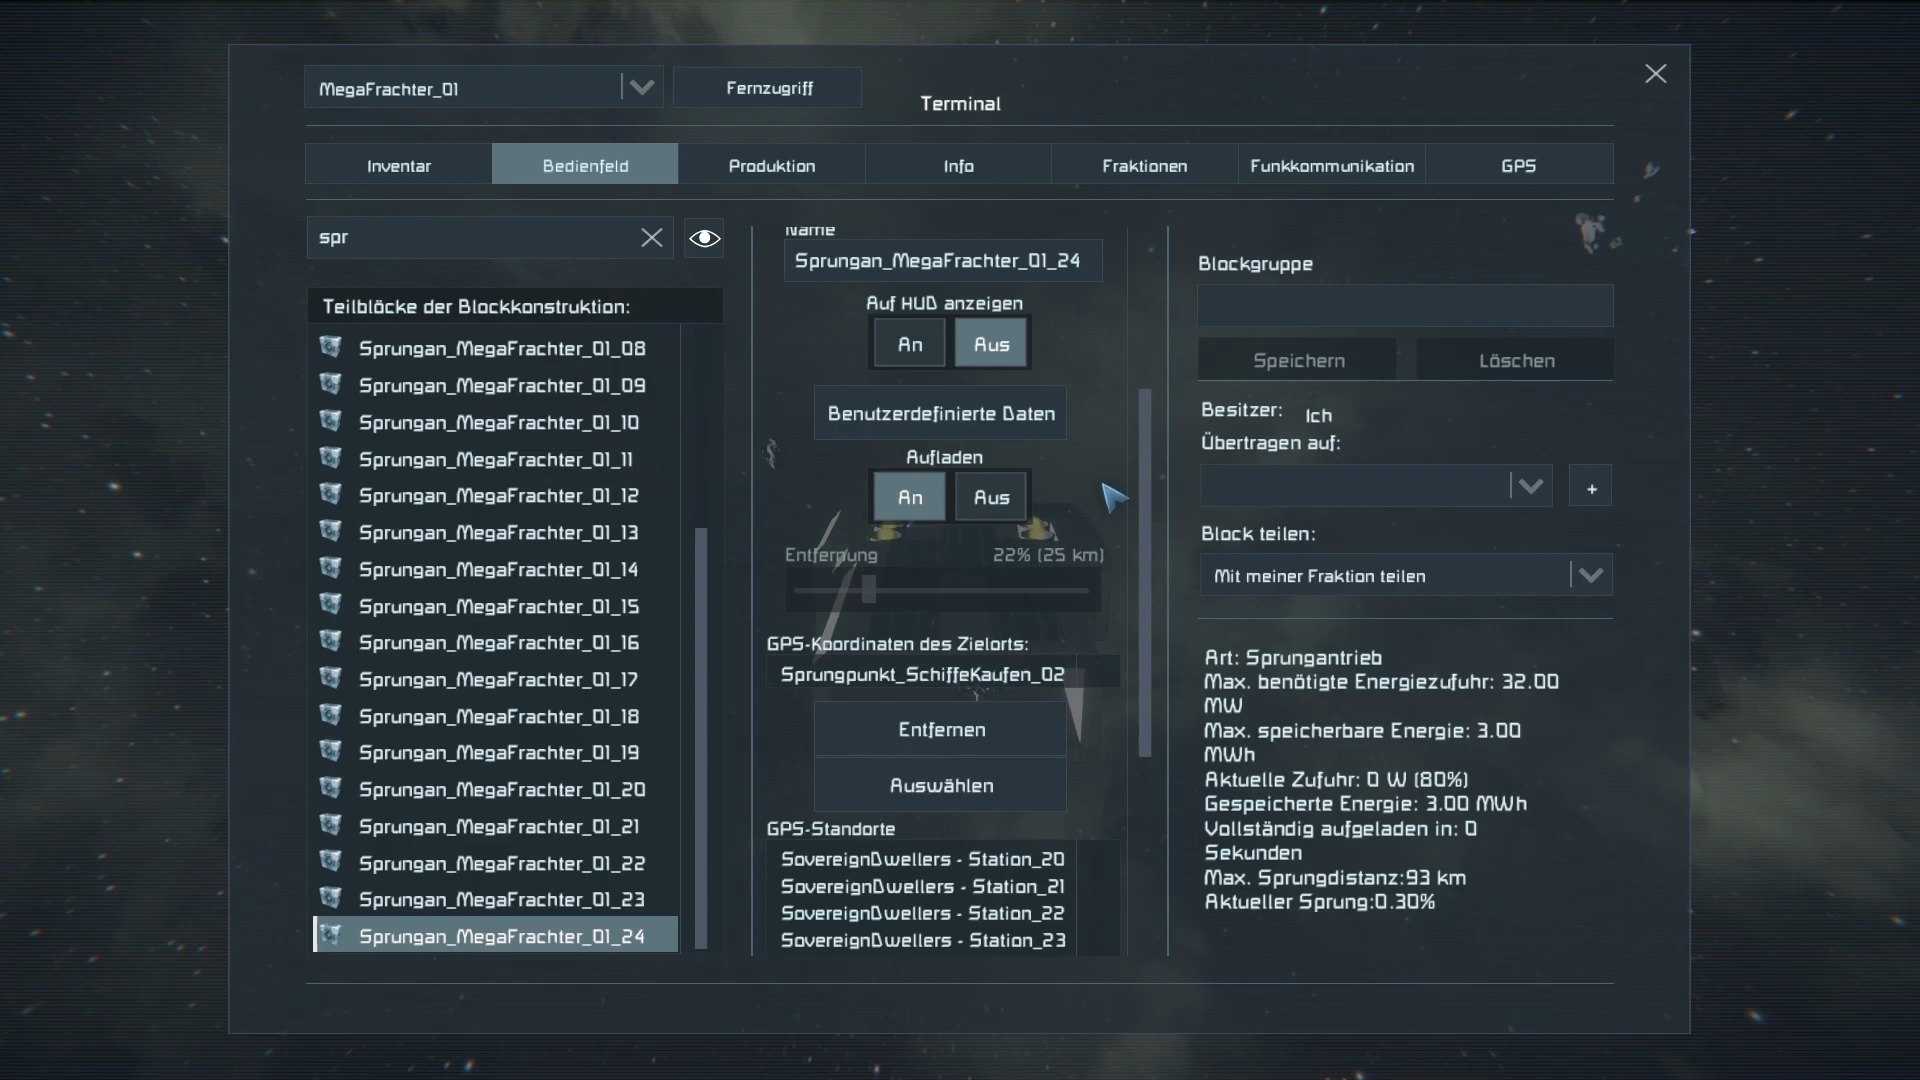 MegaFrachter_01
Fernzugriff
Terminal
Inventar
Bedienfeld
Produktion
Info
Fraktionen
Funkkommunikation
GPS
spr
Teilblöcke der Blockkonstruktion:
Sprungan_MegaFrachter_01_08
Sprungan_MegaFrachter_01_09
Sprungan_MegaFrachter_01_10
Sprungan_MegaFrachter_01_11
Sprungan_MegaFrachter_01_12
Sprungan_MegaFrachter_01_13
Sprungan_MegaFrachter_01_14
Sprungan_MegaFrachter_01_15
Sprungan_MegaFrachter_01_16
Sprungan_MegaFrachter_01_17
Sprungan_MegaFrachter_01_18
Sprungan_MegaFrachter_01_19
Sprungan_MegaFrachter_01_20
Sprungan_MegaFrachter_01_21
Sprungan_MegaFrachter_01_22
Sprungan_MegaFrachter_01_23
Sprungan_MegaFrachter_01_24
Name
Sprungan_MegaFrachter_01_24
Auf HUD anzeigen
An Aus
Benutzerdefinierte Daten
Aufladen
An Aus
Entfernung 22% (25 km)
GPS-Koordinaten des Zielorts:
Sprungpunkt_SchiffeKaufen_02
Entfernen
Auswählen
GPS-Standorte
SovereignDwellers - Station_20
SovereignDwellers - Station_21
SovereignDwellers - Station_22
SovereignDwellers - Station_23
Blockgruppe
Speichern
Löschen
Besitzer: Ich
Übertragen auf:
+
Block teilen:
Mit meiner Fraktion teilen
Art: Sprungantrieb
Max. benötigte Energiezufuhr: 32.00
MW
Max. speicherbare Energie: 3.00
MWh
Aktuelle Zufuhr: 0 W (80%)
Gespeicherte Energie: 3.00 MWh
Vollständig aufgeladen in: 0
Sekunden
Max. Sprungdistanz:93 km
Aktueller Sprung:0.30%